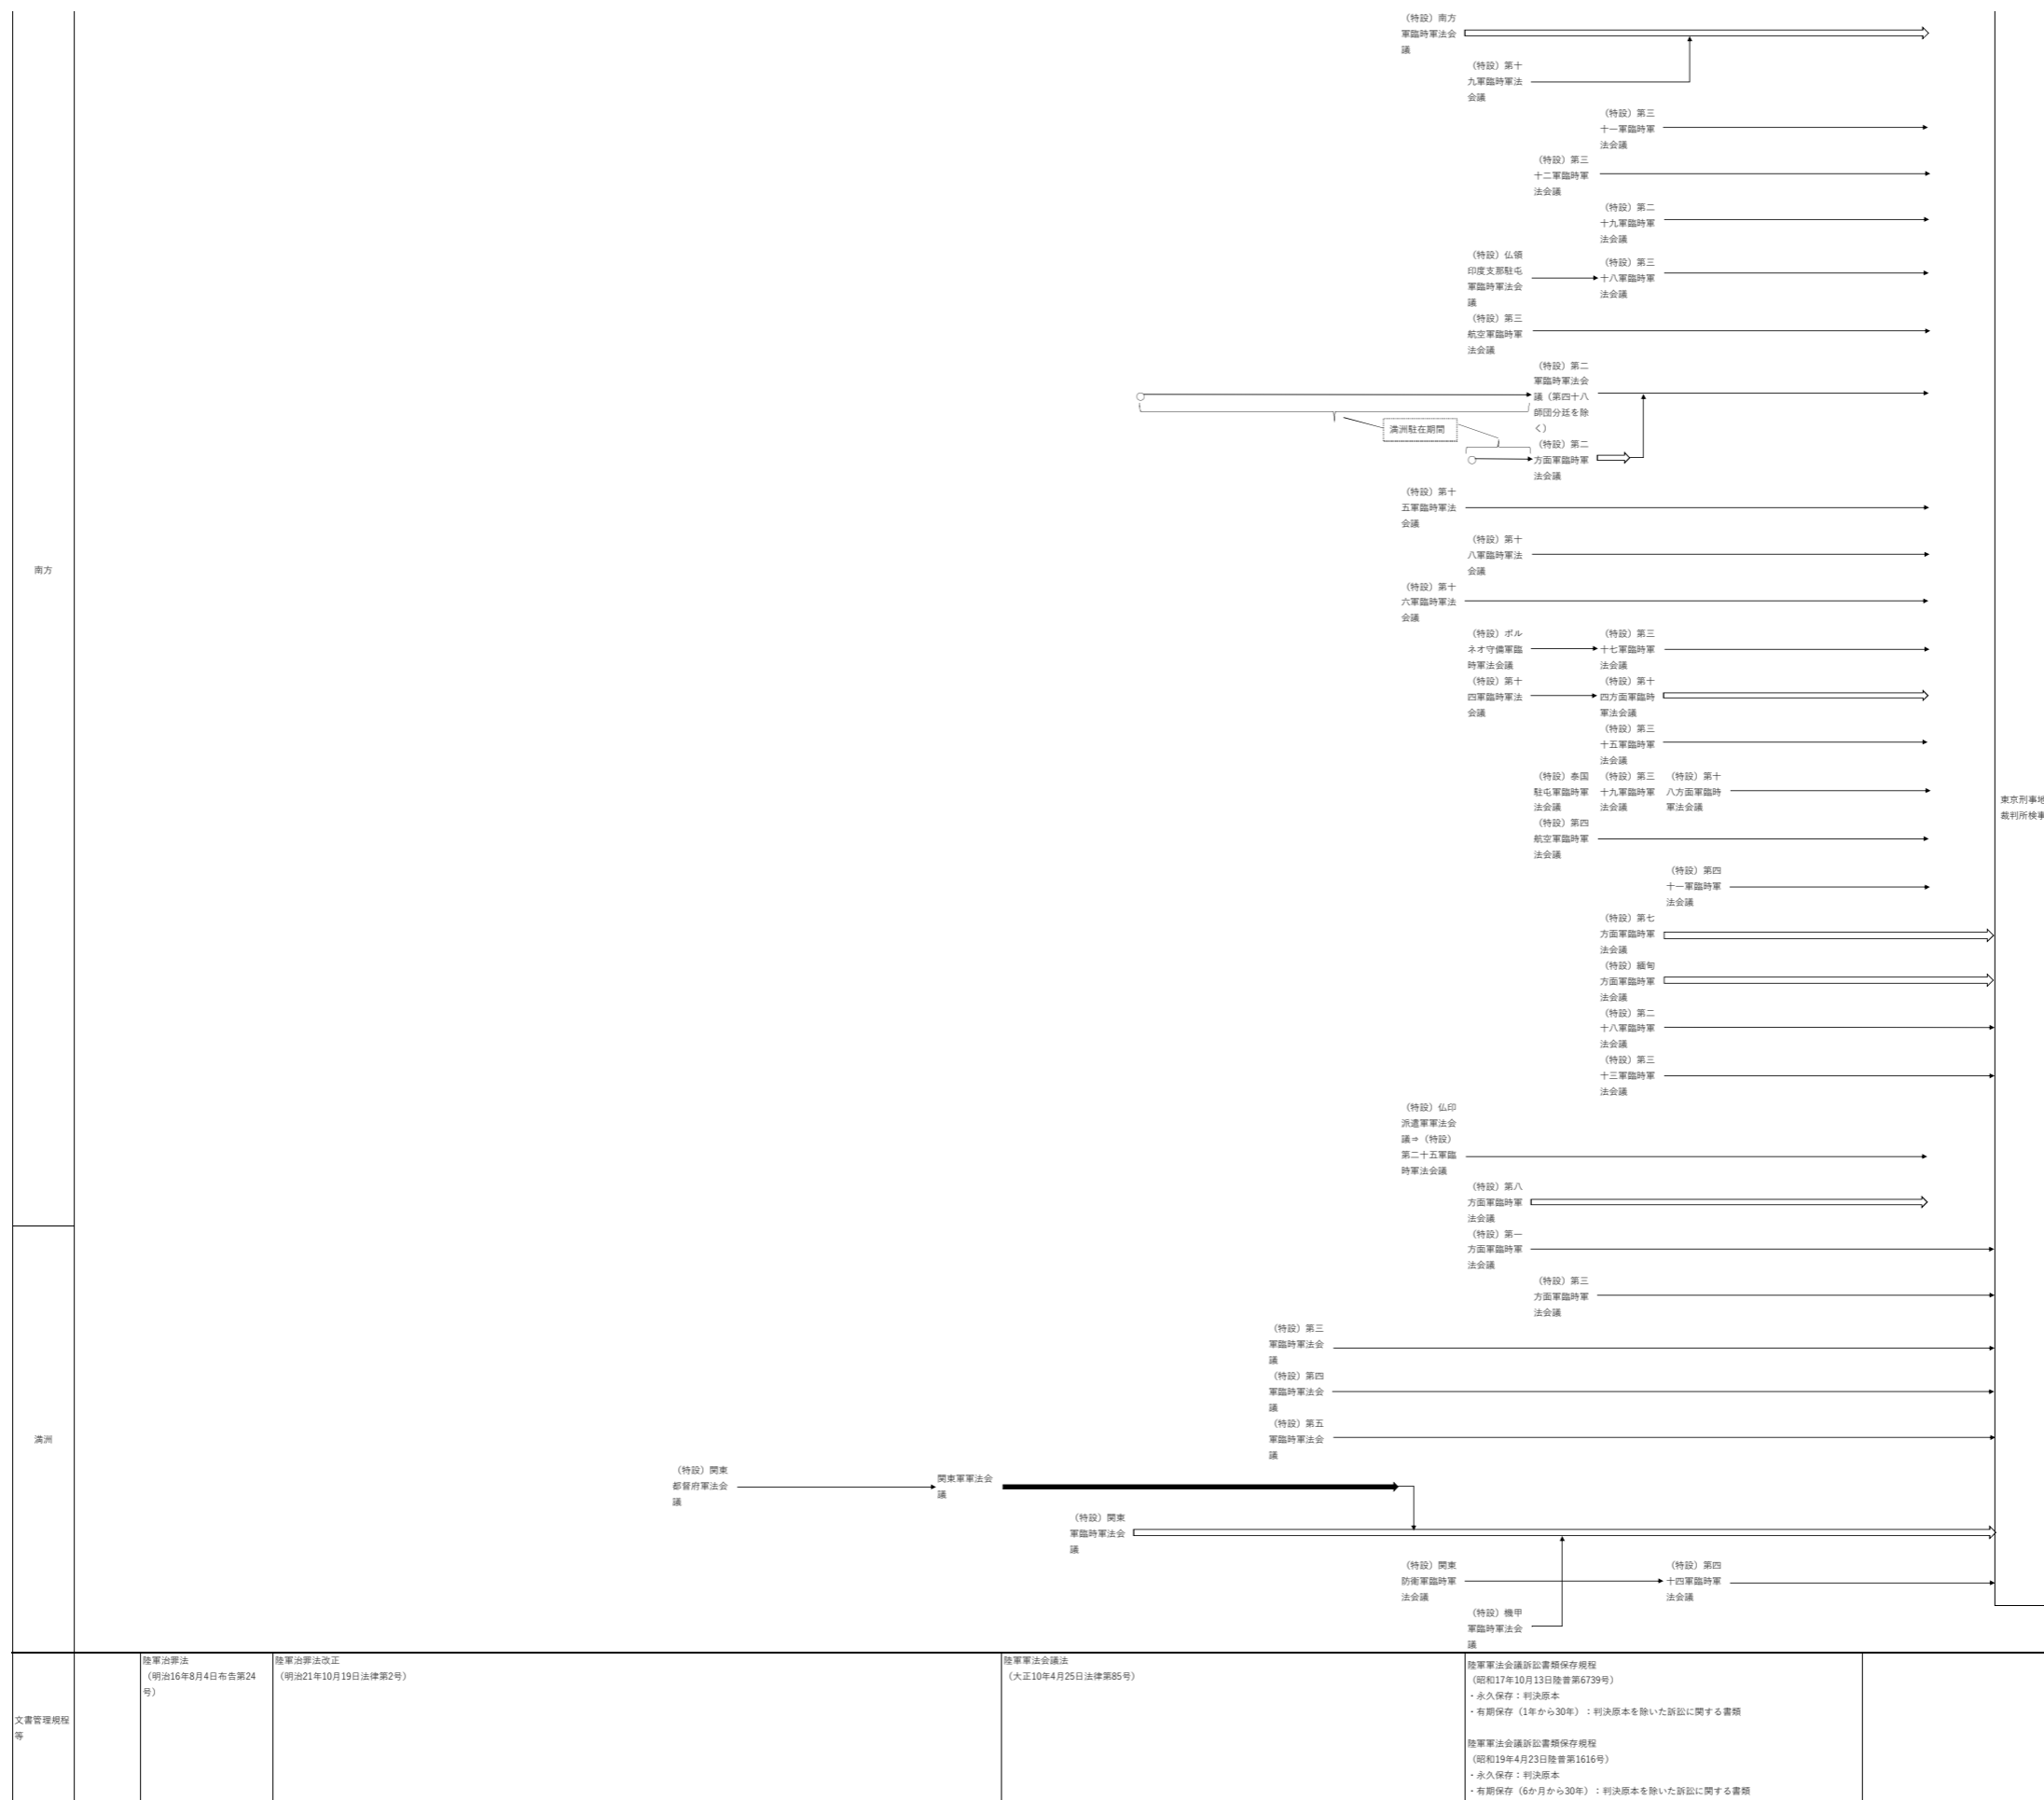 （特設）南方
軍臨時軍法会
議
（特設）第十
九軍臨時軍法
会議
（特設）第三
十一軍臨時軍
法会議
（特設）第三
十二軍臨時軍
法会議
（特設）第二
十九軍臨時軍
法会議
（特設）仏領
印度支那駐屯
軍臨時軍法会
議
（特設）第三
十八軍臨時軍
法会議
（特設）第三
航空軍臨時軍
法会議
（特設）第二
軍臨時軍法会
議（第四十八
師団分廷を除
く）
満洲駐在期間
（特設）第二
方面軍臨時軍
法会議
（特設）第十
五軍臨時軍法
会議
（特設）第十
八軍臨時軍法
会議
南方
（特設）第十
六軍臨時軍法
会議
（特設）ボル
ネオ守備軍臨
時軍法会議
（特設）第三
十七軍臨時軍
法会議
（特設）第十
四軍臨時軍法
会議
（特設）第十
四方面軍臨時
軍法会議
（特設）第三
十五軍臨時軍
法会議
（特設）泰国
駐屯軍臨時軍
法会議
（特設）第三
十九軍臨時軍
法会議
（特設）第十
八方面軍臨時
軍法会議
東京刑事地
裁判所検事
（特設）第四
航空軍臨時軍
法会議
（特設）第四
十一軍臨時軍
法会議
（特設）第七
方面軍臨時軍
法会議
（特設）緬甸
方面軍臨時軍
法会議
（特設）第二
十八軍臨時軍
法会議
（特設）第三
十三軍臨時軍
法会議
（特設）仏印
派遣軍軍法会
議⇒（特設）
第二十五軍臨
時軍法会議
（特設）第八
方面軍臨時軍
法会議
（特設）第一
方面軍臨時軍
法会議
（特設）第三
方面軍臨時軍
法会議
（特設）第三
軍臨時軍法会
議
（特設）第四
軍臨時軍法会
議
（特設）第五
軍臨時軍法会
議
満洲
（特設）関東
都督府軍法会
議
関東軍軍法会
議
（特設）関東
軍臨時軍法会
議
（特設）関東
防衛軍臨時軍
法会議
（特設）第四
十四軍臨時軍
法会議
（特設）機甲
軍臨時軍法会
議
文書管理規程
等
陸軍治罪法
（明治16年8月4日布告第24
号）
陸軍治罪法改正
（明治21年10月19日法律第2号）
陸軍軍法会議法
（大正10年4月25日法律第85号）
陸軍軍法会議訴訟書類保存規程
（昭和17年10月13日陸普第6739号）
・永久保存：判決原本
・有期保存（1年から30年）：判決原本を除いた訴訟に関する書類
陸軍軍法会議訴訟書類保存規程
（昭和19年4月23日陸普第1616号）
・永久保存：判決原本
・有期保存（6か月から30年）：判決原本を除いた訴訟に関する書類